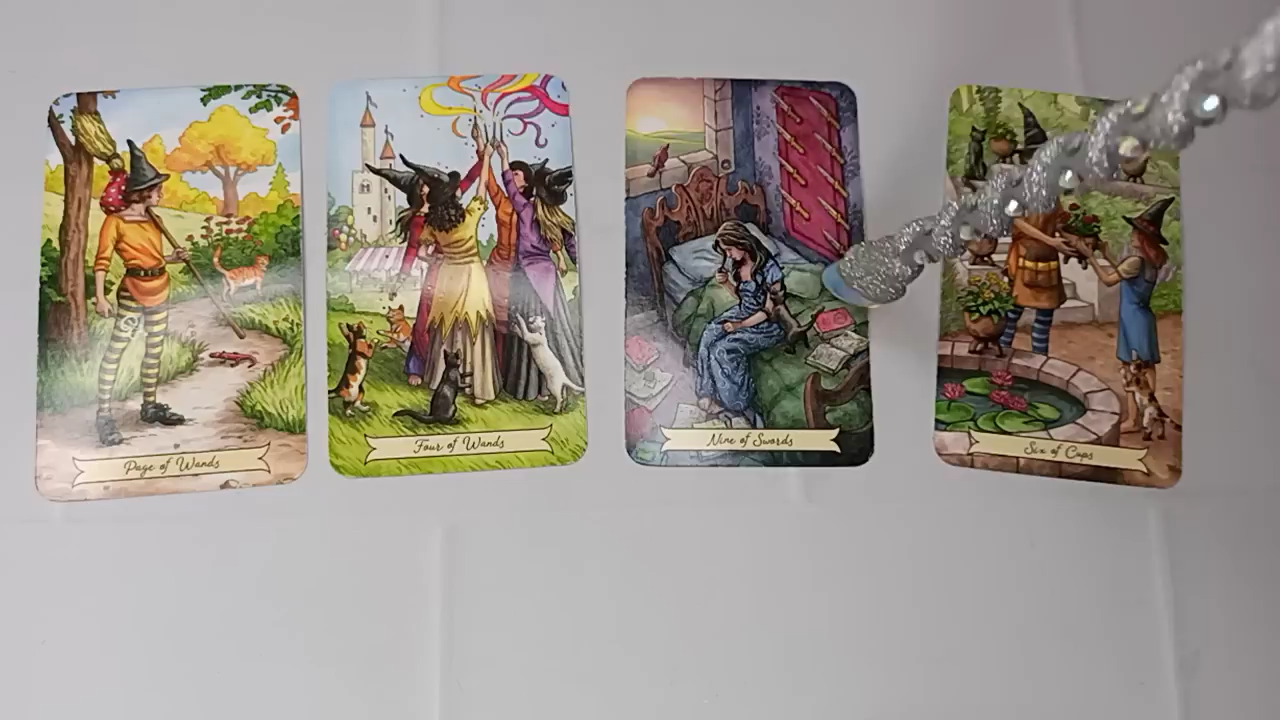 Page of Wands
Four of Wands
Nine of Swords
Six of Cups